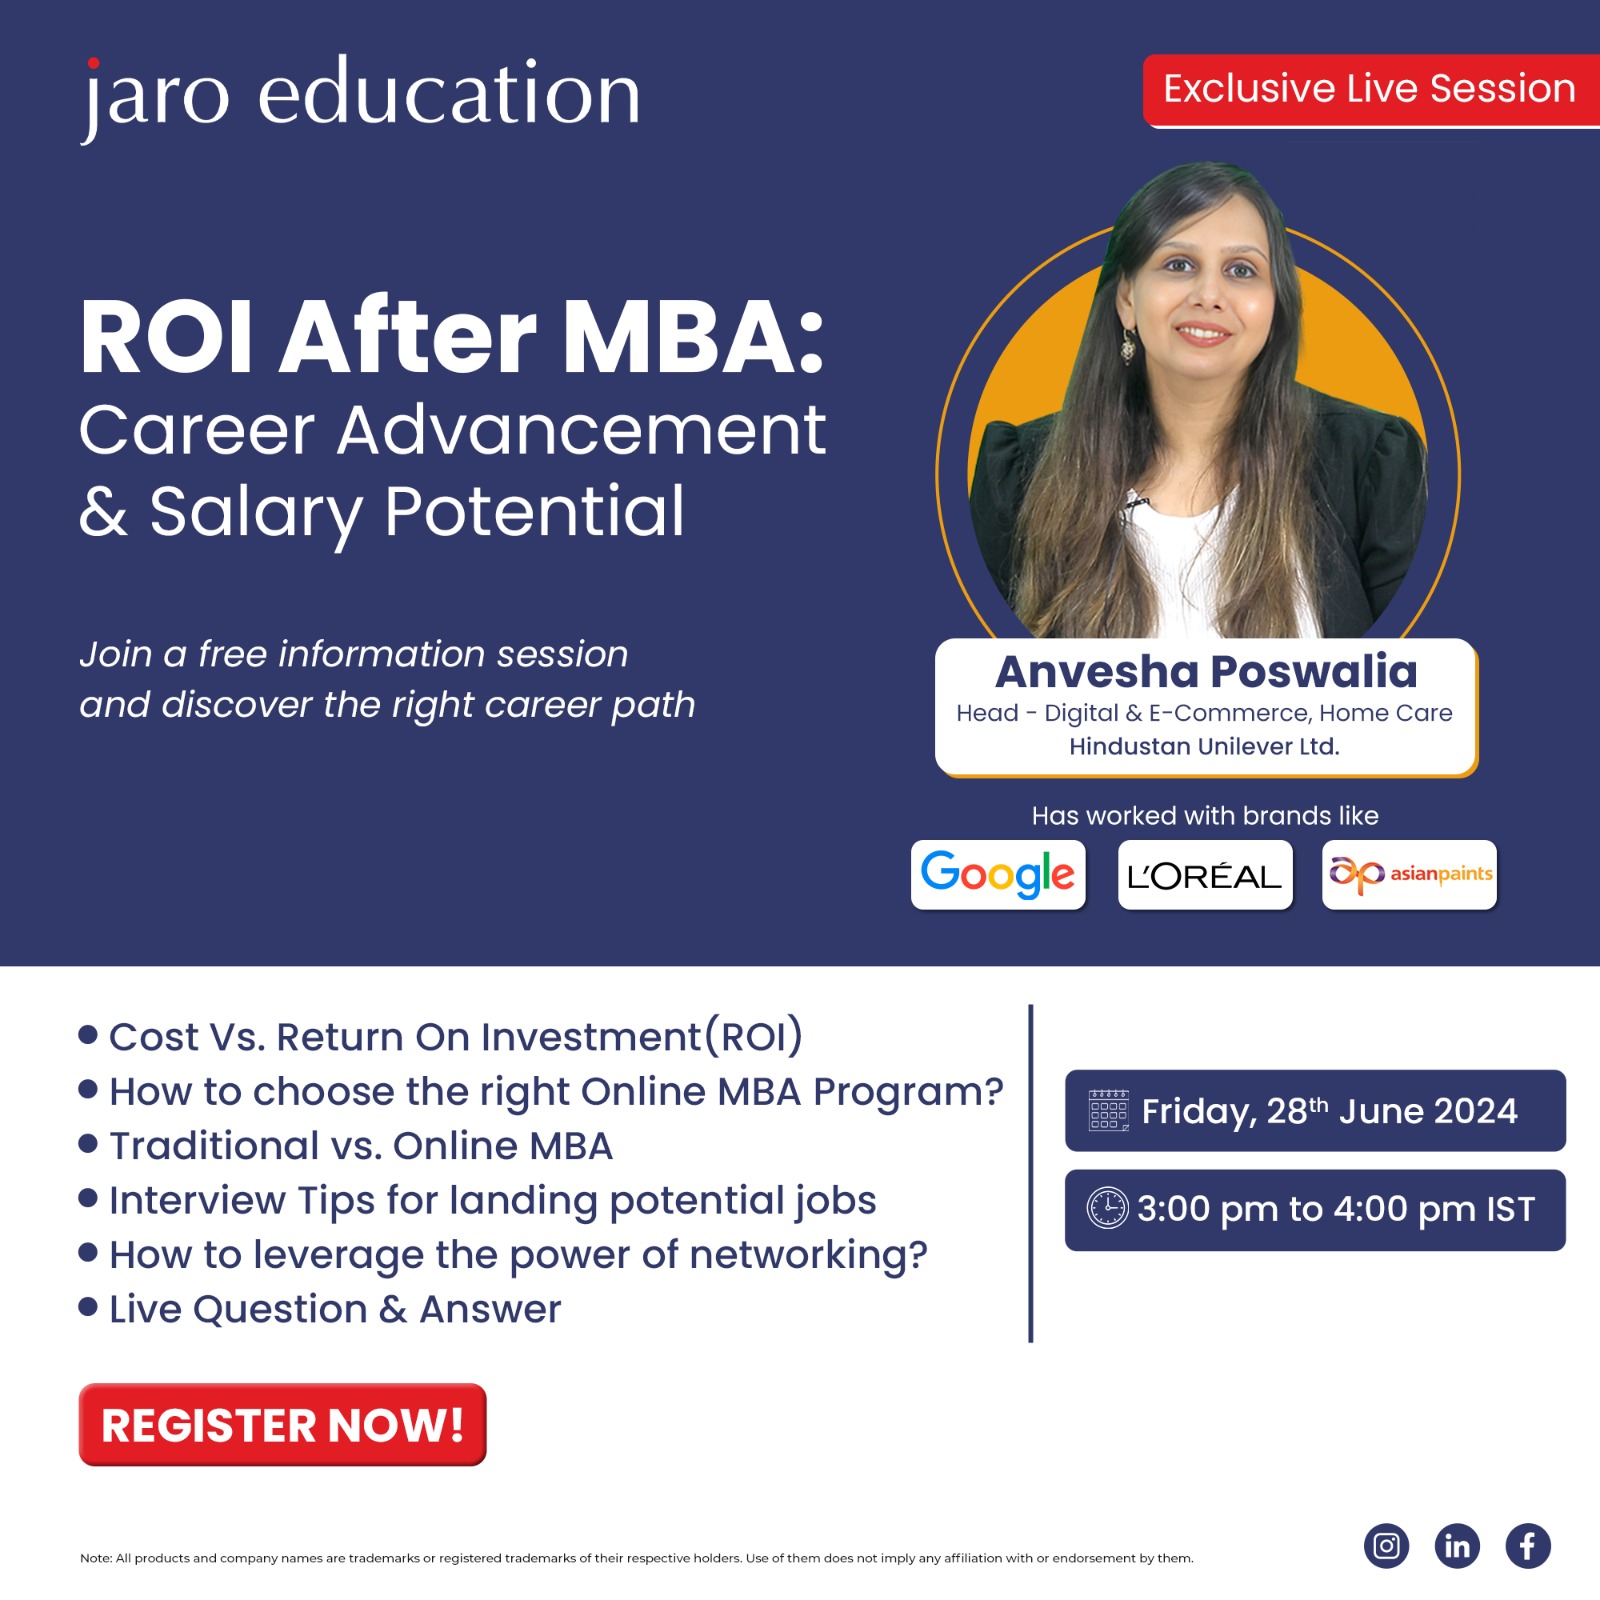 jaro education
Exclusive Live Session
ROI After MBA:
Career Advancement
& Salary Potential
Join a free information session
and discover the right career path
Anvesha Poswalia
Head - Digital & E-Commerce, Home Care
Hindustan Unilever Ltd.
Has worked with brands like
Google
L'ORÉAL
ap asianpaints
Cost Vs. Return On Investment(ROI)
How to choose the right Online MBA Program?
Traditional vs. Online MBA
Interview Tips for landing potential jobs
How to leverage the power of networking?
Live Question & Answer
Friday, 28th June 2024
3:00 pm to 4:00 pm IST
REGISTER NOW!
Note: All products and company names are trademarks or registered trademarks of their respective holders. Use of them does not imply any affiliation with or endorsement by them.
in
f